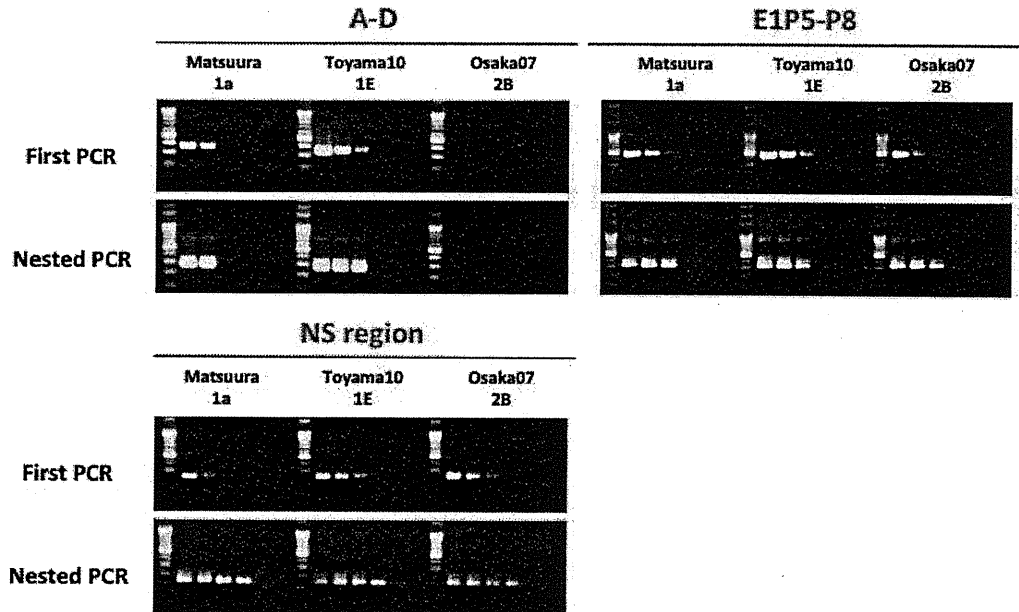 A-D
E1P5-P8
Matsuura
1a
Toyama10
1E
Osaka07
2B
Matsuura
1a
Toyama10
1E
Osaka07
2B
First PCR
Nested PCR
NS region
Matsuura
1a
Toyama10
1E
Osaka07
2B
First PCR
Nested PCR